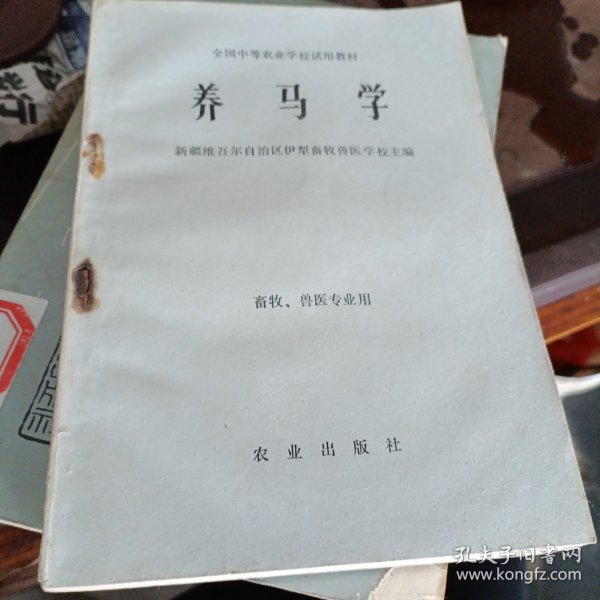 全国中等农业学校试用教材
养马学
新疆维吾尔自治区伊犁畜牧兽医学校主编
畜牧、兽医专业用
农业出版社
孔夫子旧书网
www.kongfz.com